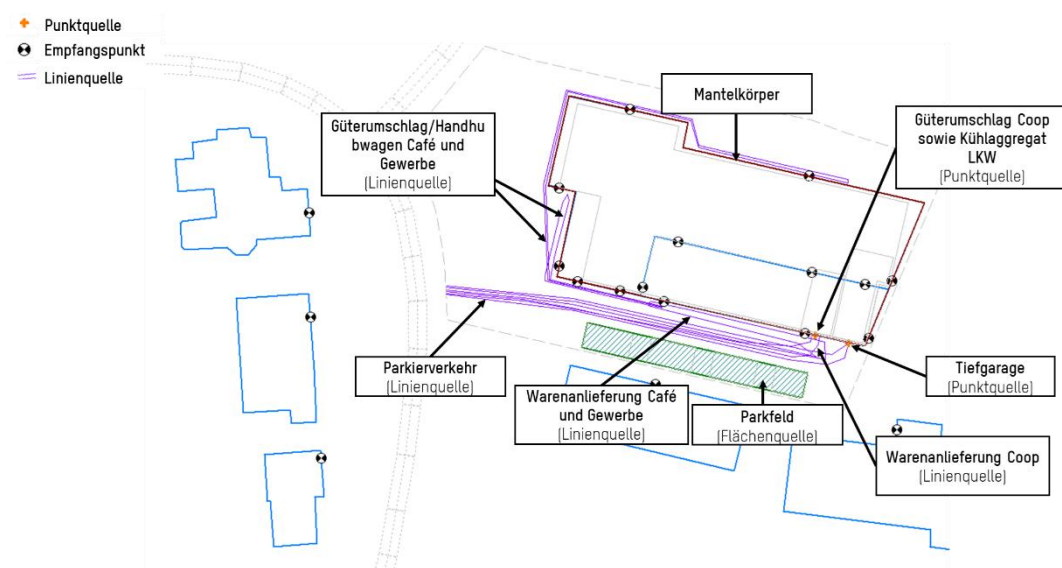 Punktquelle
Empfangspunkt
Linienquelle
Mantelkörper
Güterumschlag/Handhu
bwagen Café und
Gewerbe
(Linienquelle)
Güterumschlag Coop
sowie Kühlaggregat
LKW
(Punktquelle)
Parkierverkehr
(Linienquelle)
Warenanlieferung Café
und Gewerbe
(Linienquelle)
Parkfeld
(Flächenquelle)
Tiefgarage
(Punktquelle)
Warenanlieferung Coop
(Linienquelle)